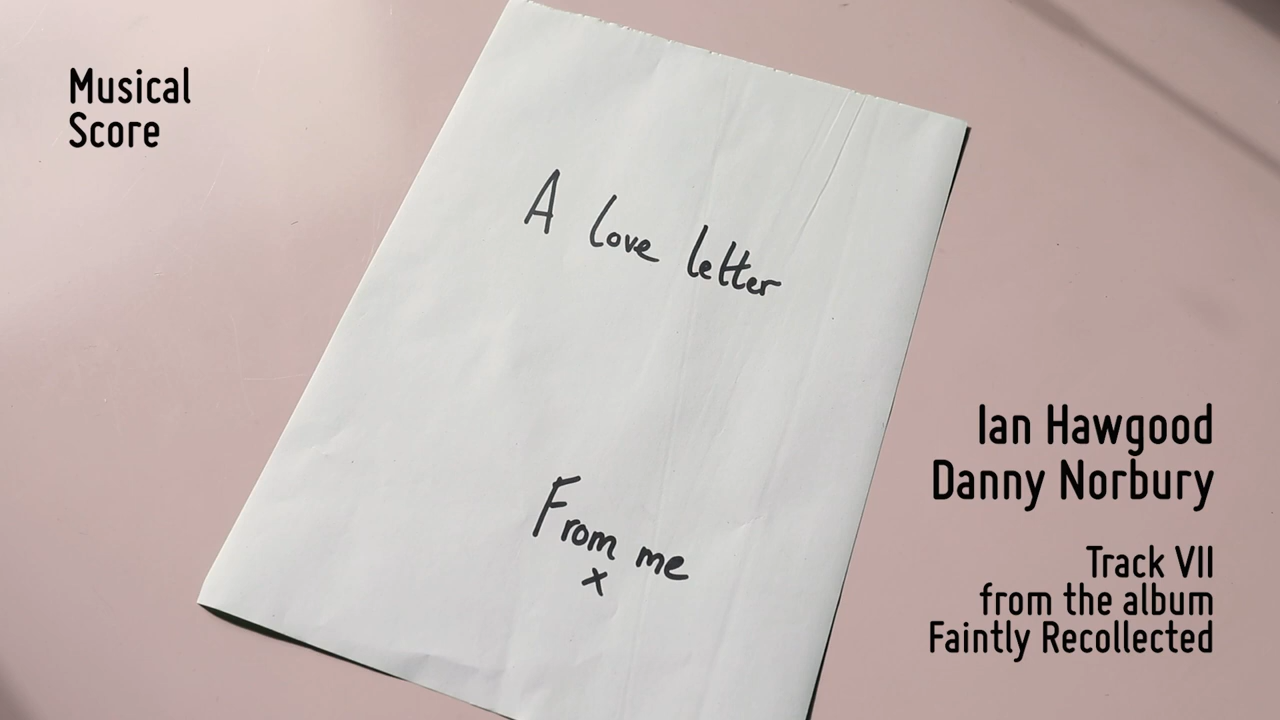 Musical
Score
A love letter
From me
x
Ian Hawgood
Danny Norbury
Track VII
from the album
Faintly Recollected